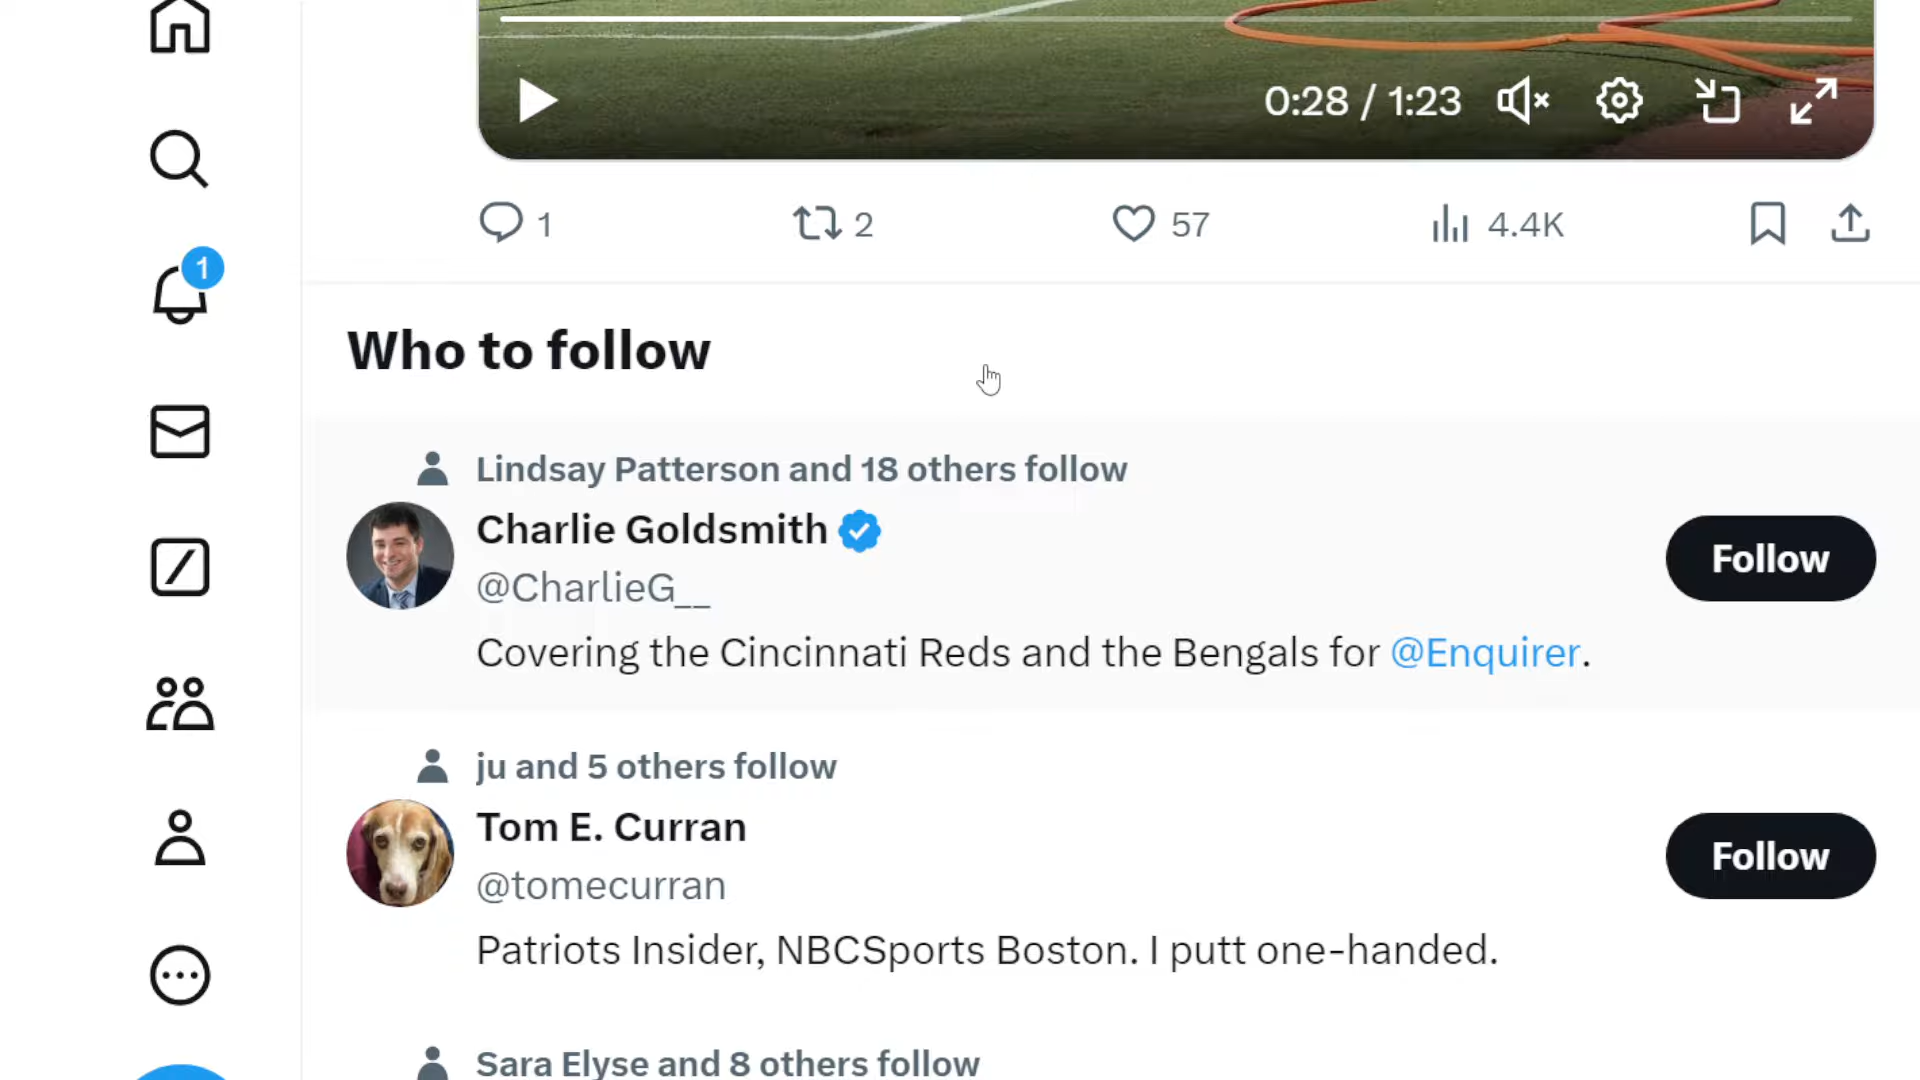 0:28 / 1:23
1
2
57
4.4K
1
Who to follow
Lindsay Patterson and 18 others follow
Charlie Goldsmith
@CharlieG__
Follow
Covering the Cincinnati Reds and the Bengals for @Enquirer.
ju and 5 others follow
Tom E. Curran
@tomecurran
Follow
Patriots Insider, NBCSports Boston. I putt one-handed.
Sara Elyse and 8 others follow